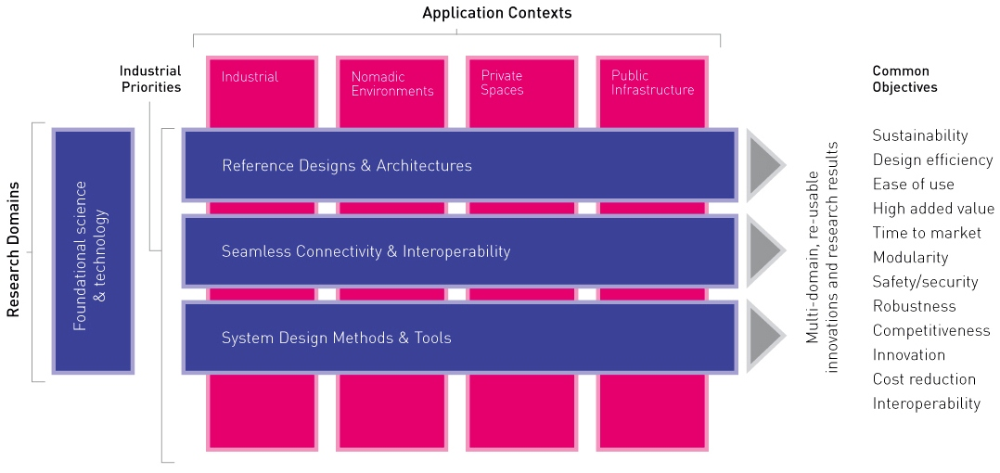 Application Contexts
Industrial
Priorities
Industrial
Nomadic
Environments
Private
Spaces
Public
Infrastructure
Research Domains
Foundational science
& technology
Reference Designs & Architectures
Seamless Connectivity & Interoperability
System Design Methods & Tools
Multi-domain, re-usable
innovations and research results
Common
Objectives
Sustainability
Design efficiency
Ease of use
High added value
Time to market
Modularity
Safety/security
Robustness
Competitiveness
Innovation
Cost reduction
Interoperability